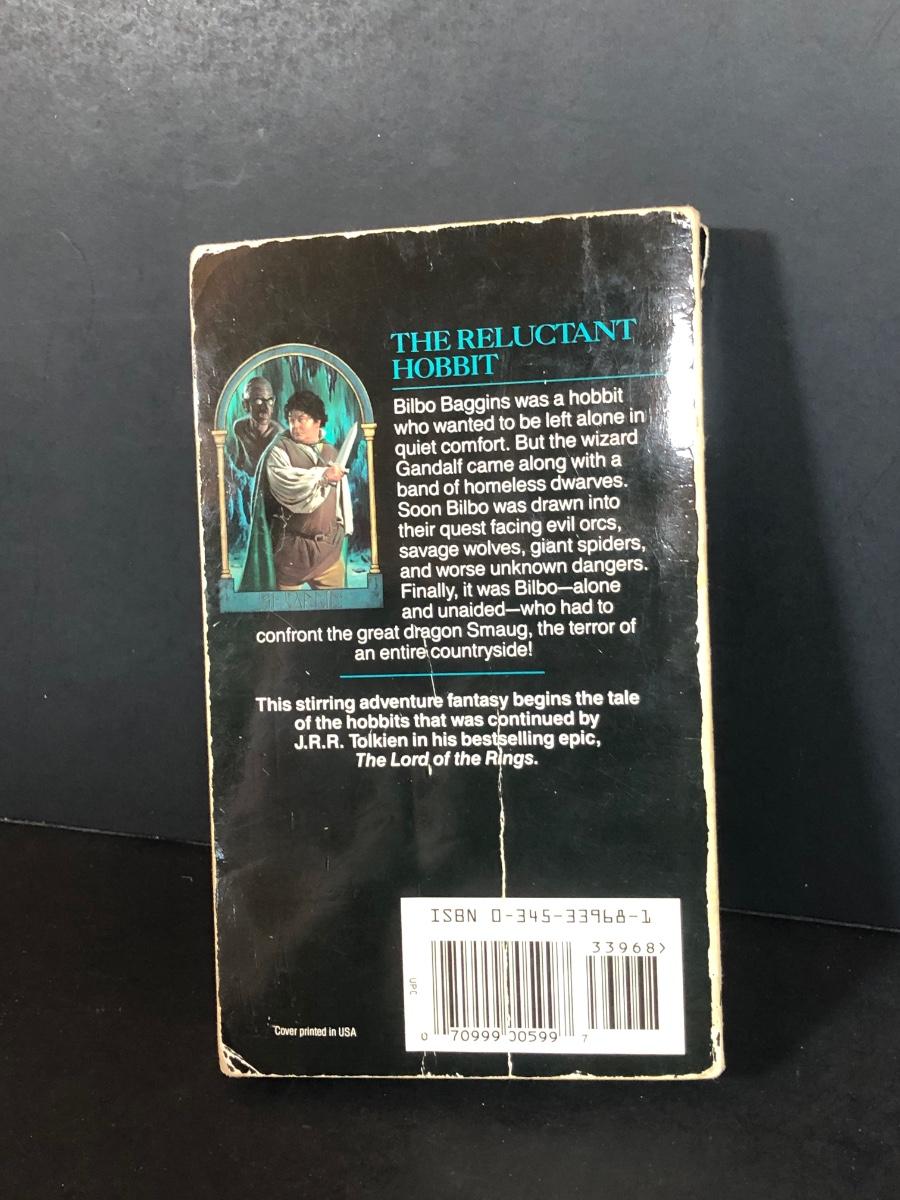 THE RELUCTANT
HOBBIT
Bilbo Baggins was a hobbit
who wanted to be left alone in
quiet comfort. But the wizard
Gandalf came along with a
band of homeless dwarves.
Soon Bilbo was drawn into
their quest facing evil orcs,
savage wolves, giant spiders,
and worse unknown dangers.
Finally, it was Bilbo—alone
and unaided—who had to
confront the great dragon Smaug, the terror of
an entire countryside!
This stirring adventure fantasy begins the tale
of the hobbits that was continued by
J.R.R. Tolkien in his bestselling epic,
The Lord of the Rings.
ISBN 0-345-33968-1
33968>
UPC
0 70999 00599 7
Cover printed in USA